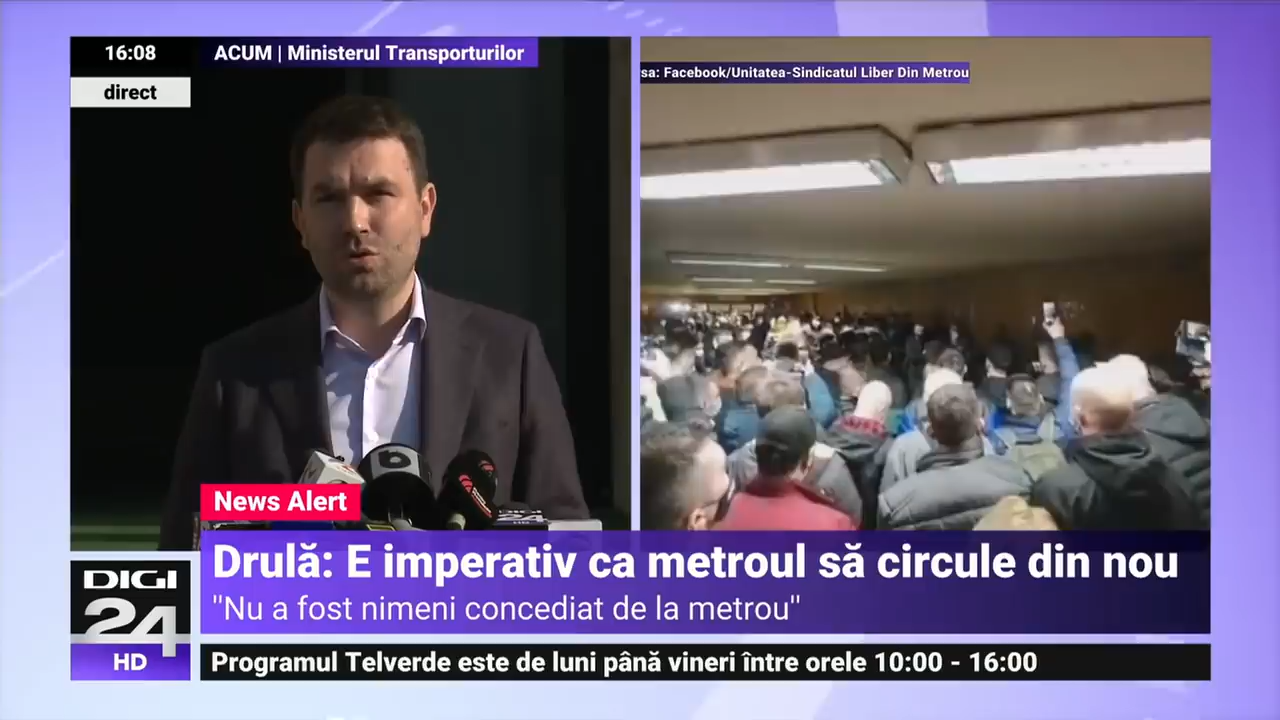 16:08
ACUM | Ministerul Transporturilor
direct
sa: Facebook/Unitatea-Sindicatul Liber Din Metrou
News Alert
Drulă: E imperativ ca metroul să circule din nou
"Nu a fost nimeni concediat de la metrou"
DIGI
24
HD
Programul Telverde este de luni până vineri între orele 10:00 - 16:00